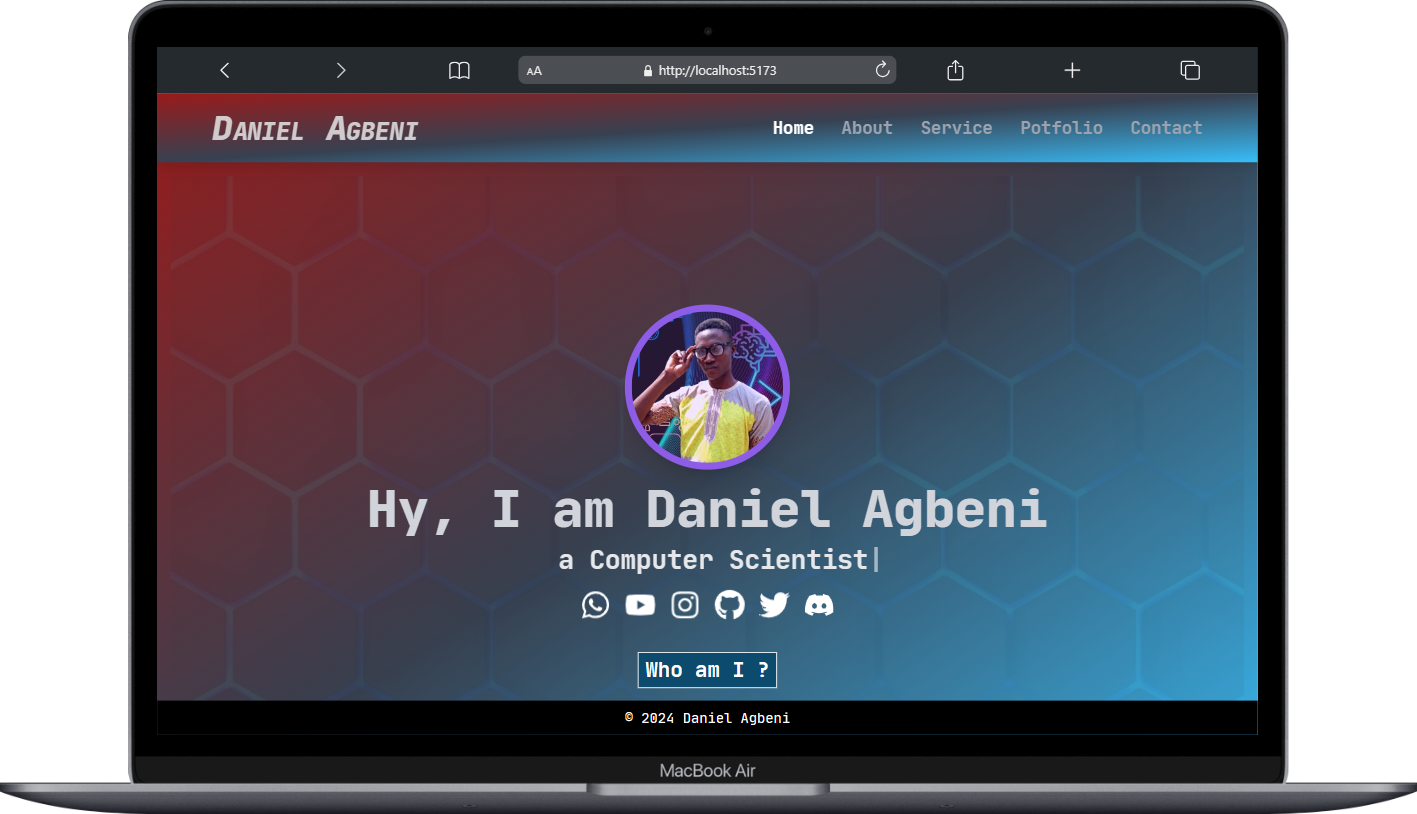 AA http://localhost:5173
Daniel Agbeni Home About Service Potfolio Contact
Hy, I am Daniel Agbeni
a Computer Scientist|
Who am I ?
© 2024 Daniel Agbeni
MacBook Air